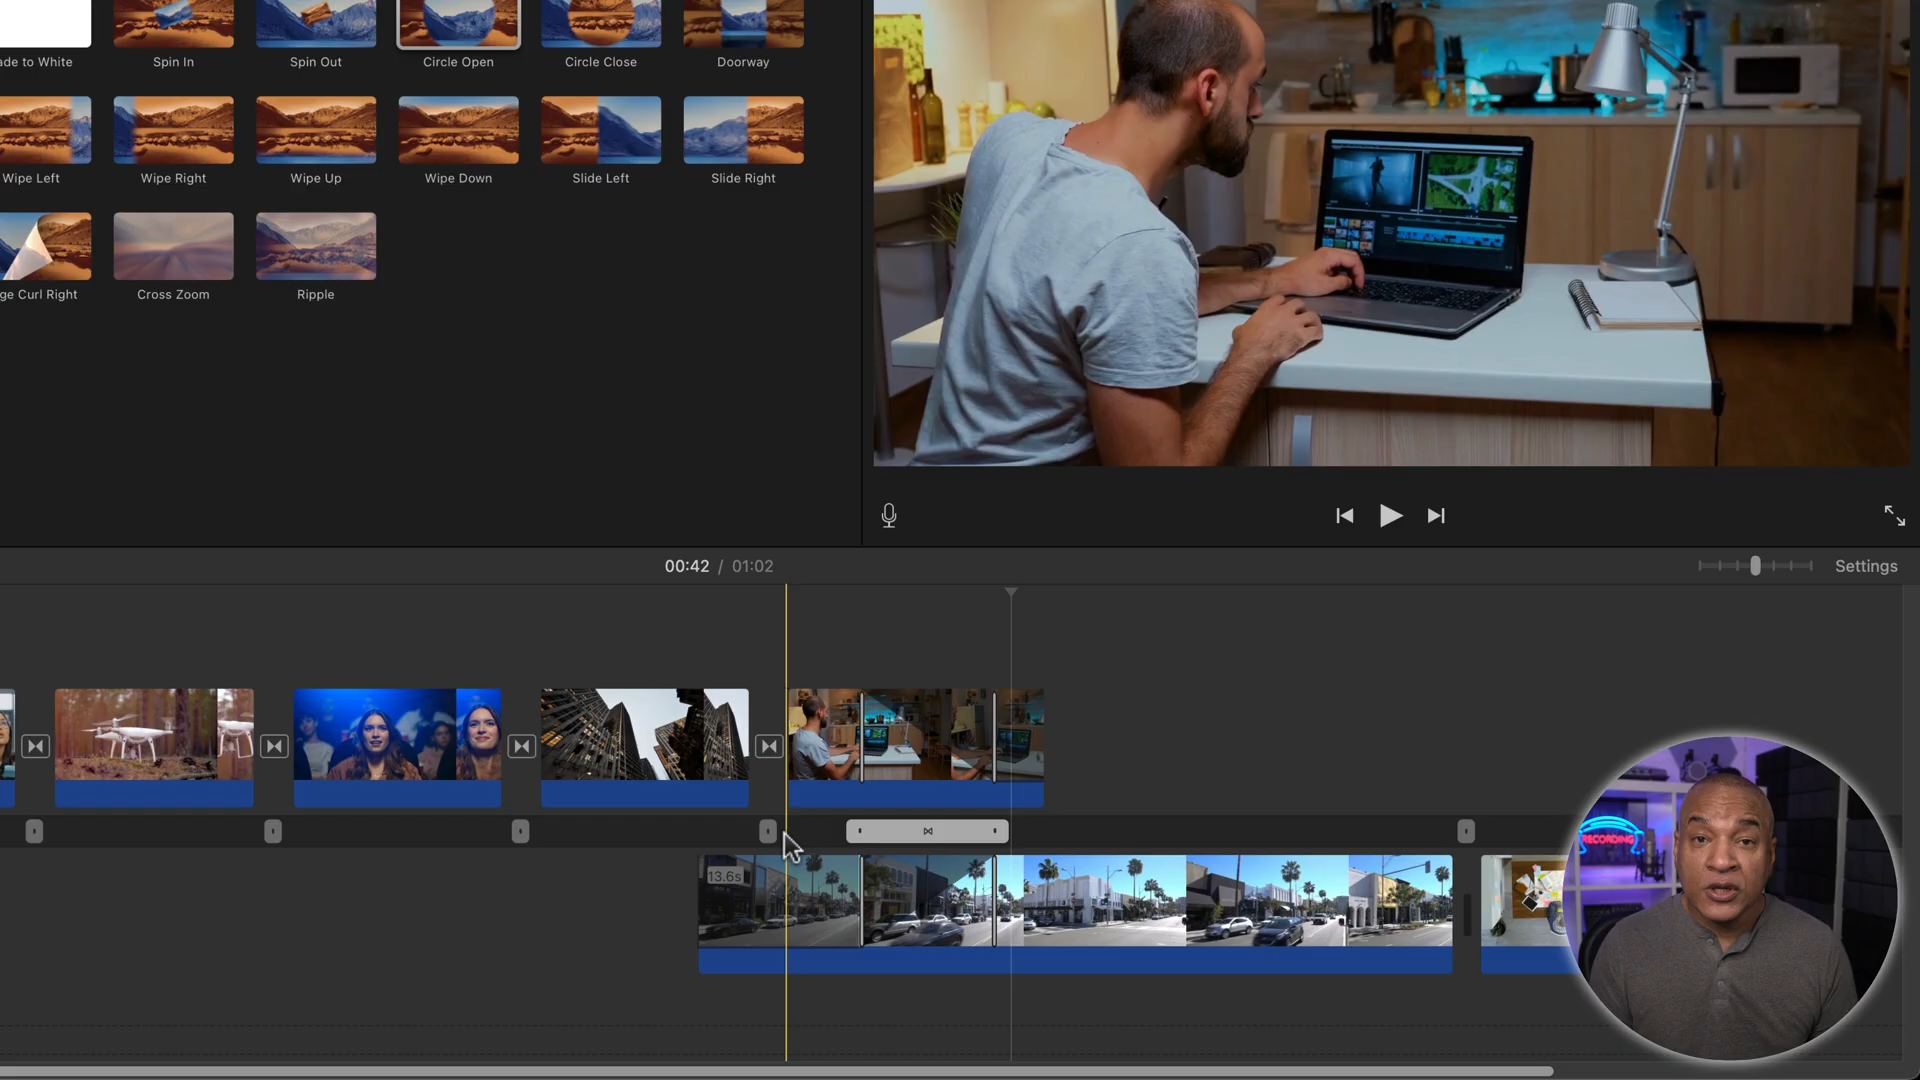 ade to White
Spin In
Spin Out
Circle Open
Circle Close
Doorway
Wipe Left
Wipe Right
Wipe Up
Wipe Down
Slide Left
Slide Right
ge Curl Right
Cross Zoom
Ripple
00:42 / 01:02
Settings
13.6s
RECORDING